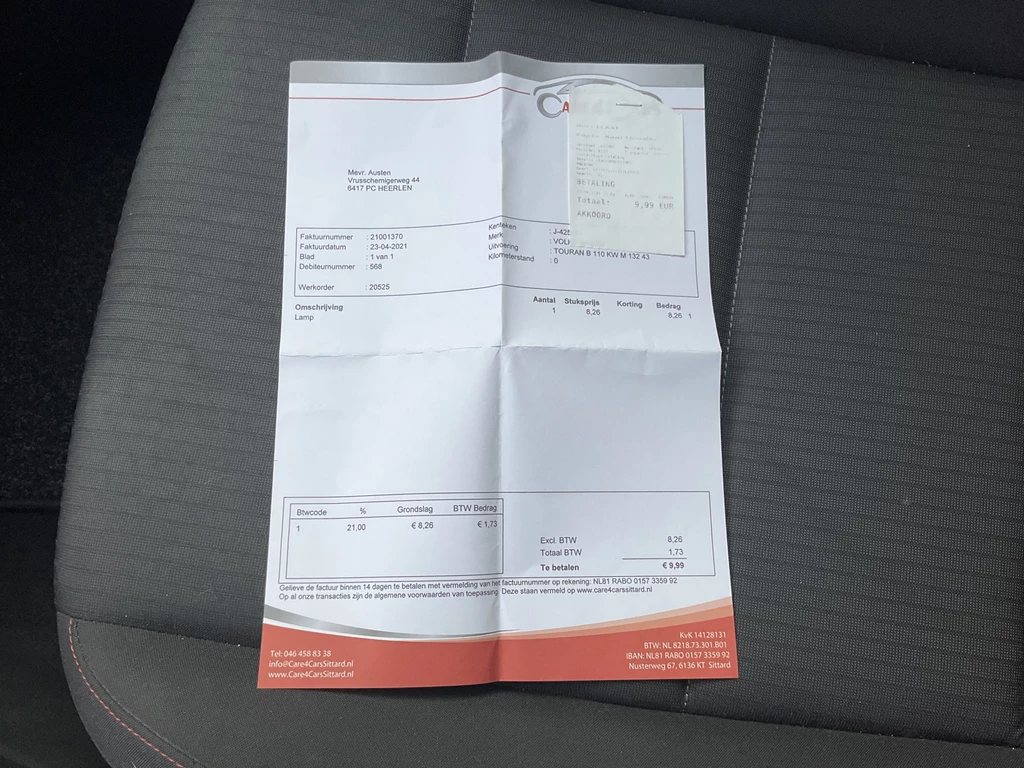 Mevr. Austen
Vrusschemigerweg 44
6417 PC HEERLEN
BETALING
Totaal: 9,99 EUR
AKKOORD
Faktuurnummer : 21001370
Faktuurdatum : 23-04-2021
Blad : 1 van 1
Debiteurnummer : 568
Werkorder : 20525
Kenteken : J-425
Merk : VOL
Uitvoering : TOURAN B 110 KW M 132 43
Kilometerstand : 0
Omschrijving Aantal Stuksprijs Korting Bedrag
Lamp 1 8,26 8,26 1
Btwcode % Grondslag BTW Bedrag
1 21,00 € 8,26 € 1,73
Excl. BTW 8,26
Totaal BTW 1,73
Te betalen € 9,99
Gelieve de factuur binnen 14 dagen te betalen met vermelding van het factuurnummer op rekening: NL81 RABO 0157 3359 92
Op al onze transacties zijn de algemene voorwaarden van toepassing. Deze staan vermeld op www.care4carssittard.nl
Tel: 046 458 83 38
info@Care4CarsSittard.nl
www.Care4CarsSittard.nl
KvK 14128131
BTW: NL 8218.73.301.B01
IBAN: NL81 RABO 0157 3359 92
Nusterweg 67, 6136 KT Sittard